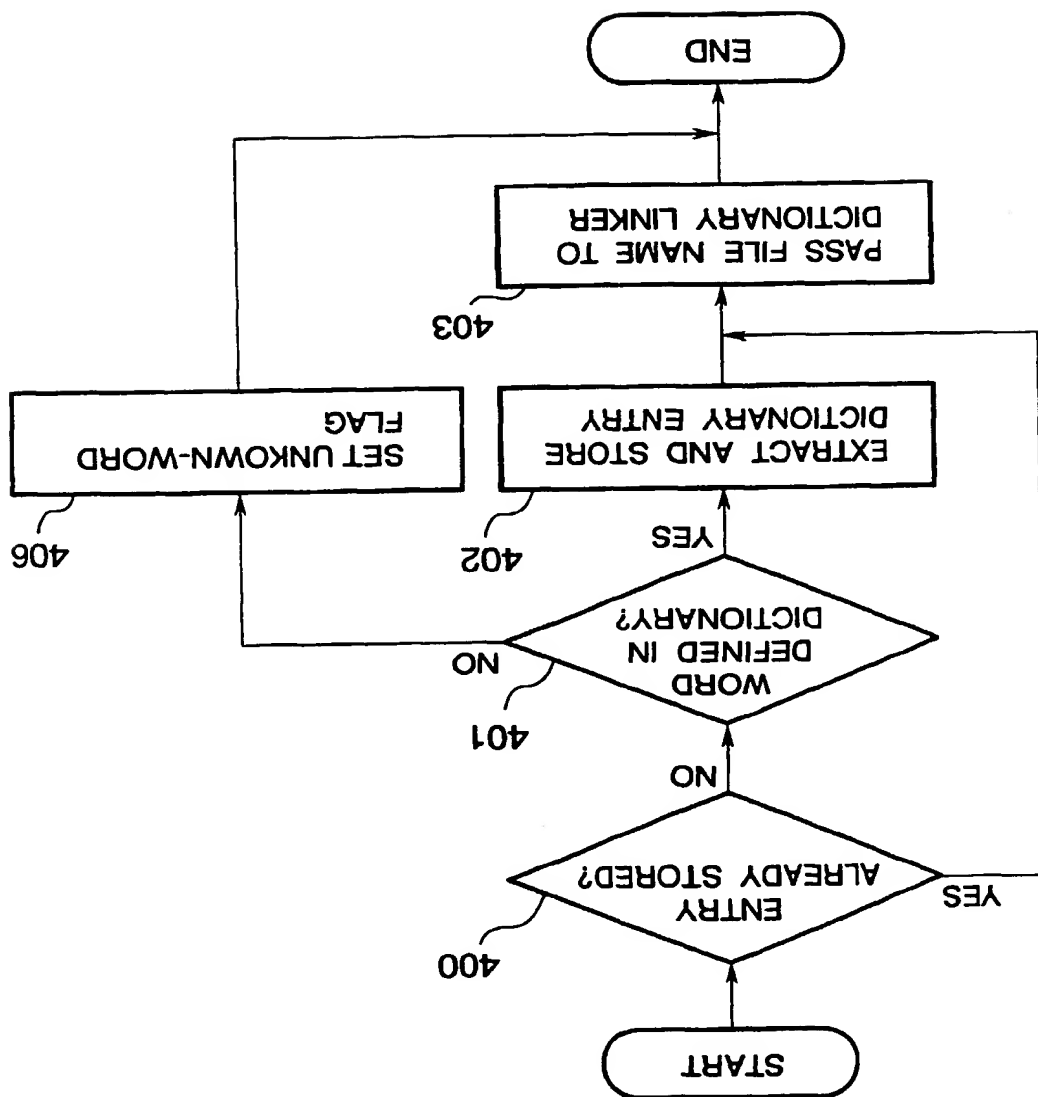 START
400
ENTRY
ALREADY STORED?
YES
NO
401
WORD
DEFINED IN
DICTIONARY?
NO
YES
402
EXTRACT AND STORE
DICTIONARY ENTRY
406
SET UNKOWN-WORD
FLAG
403
PASS FILE NAME TO
DICTIONARY LINKER
END